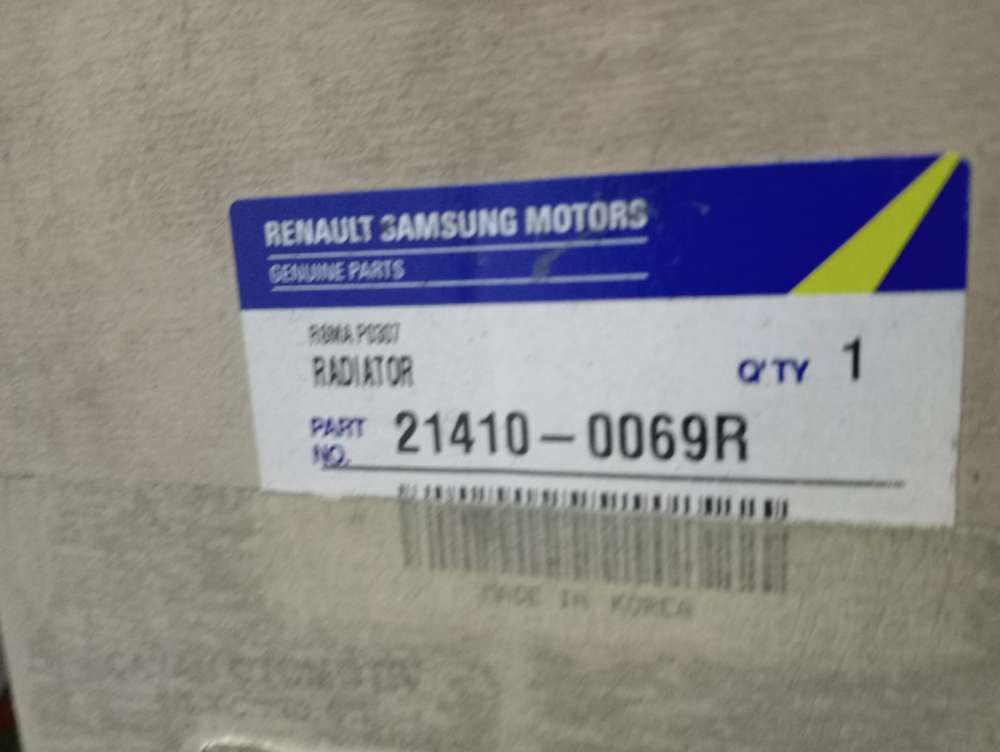 RENAULT SAMSUNG MOTORS
GENUINE PARTS
RADIATOR
Q'TY 1
PART NO. 21410-0069R
MADE IN KOREA